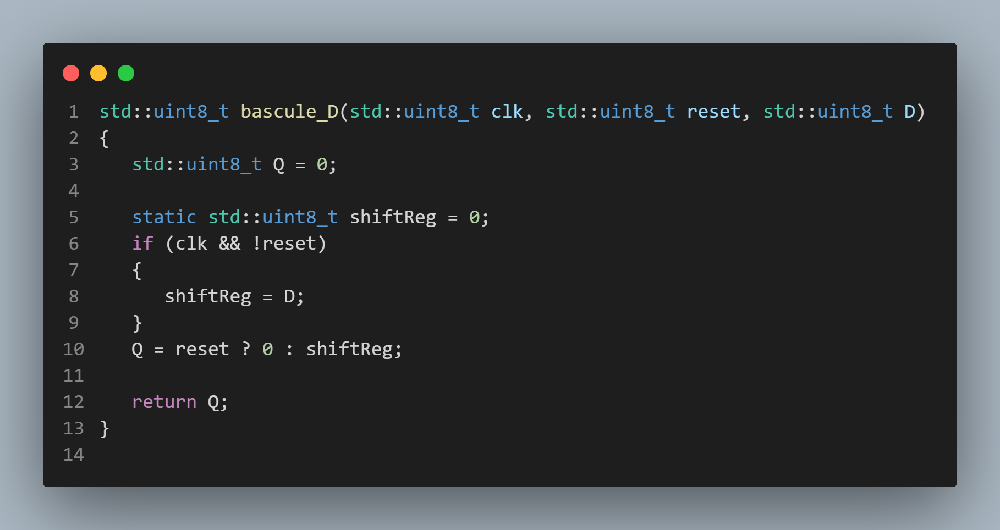 1 std::uint8_t bascule_D(std::uint8_t clk, std::uint8_t reset, std::uint8_t D)
2 {
3    std::uint8_t Q = 0;
4
5    static std::uint8_t shiftReg = 0;
6    if (clk && !reset)
7    {
8       shiftReg = D;
9    }
10    Q = reset ? 0 : shiftReg;
11
12    return Q;
13 }
14